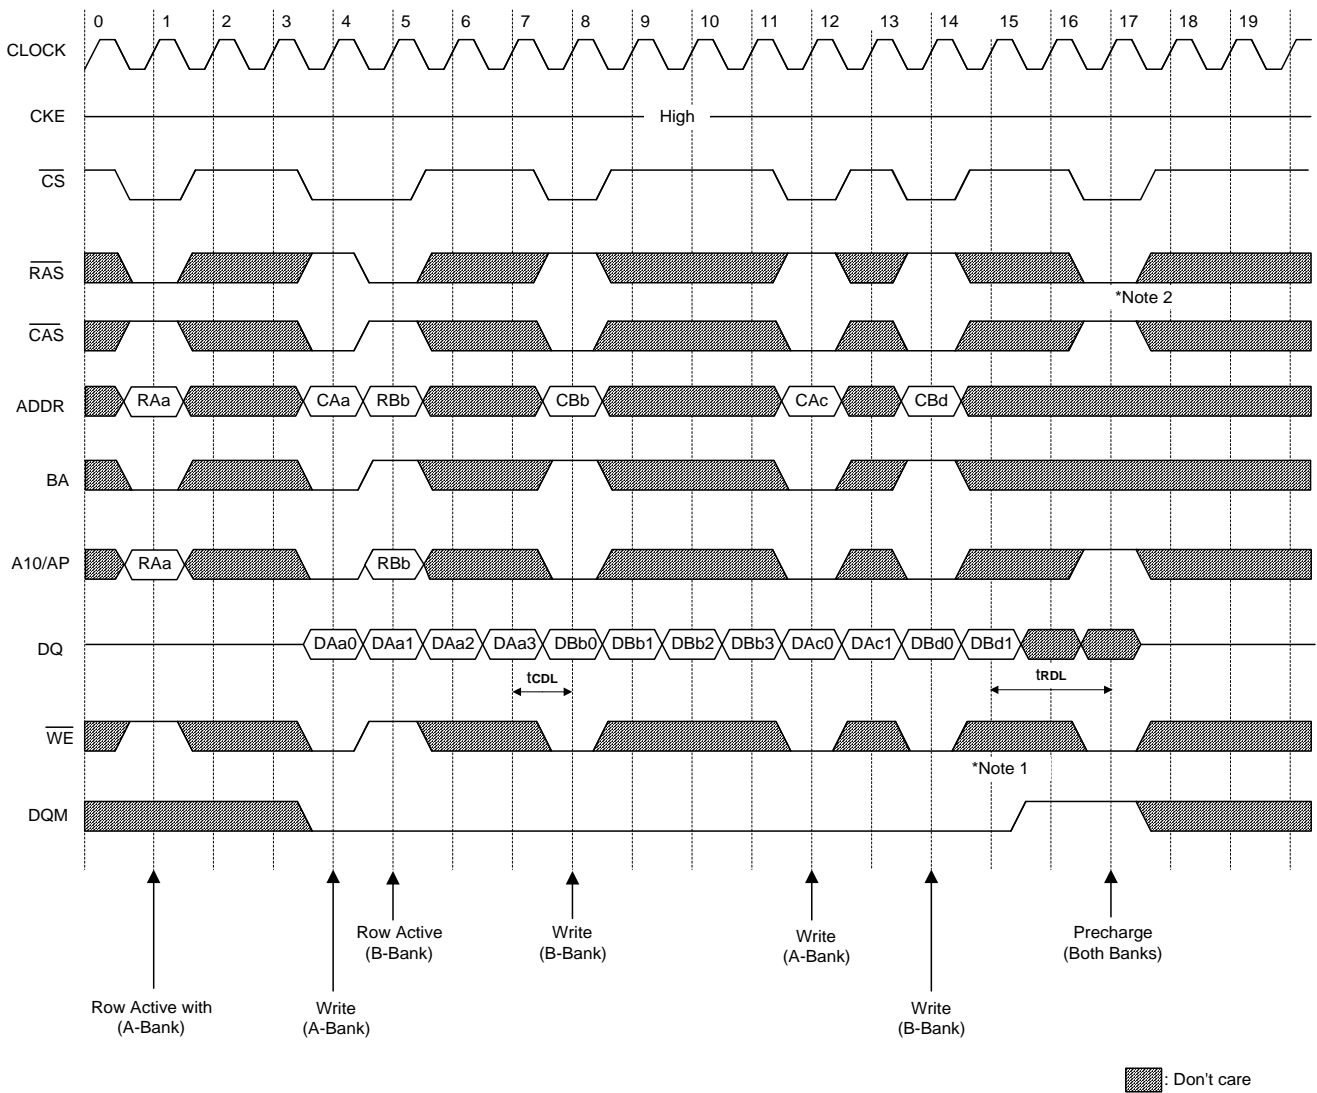 0 1 2 3 4 5 6 7 8 9 10 11 12 13 14 15 16 17 18 19
CLOCK
CKE High
CS
RAS
*Note 2
CAS
ADDR RAa CAa RBb CBb CAc CBd
BA
A10/AP RAa RBb
DQ DAa0 DAa1 DAa2 DAa3 DBb0 DBb1 DBb2 DBb3 DAc0 DAc1 DBd0 DBd1
tCDL tRDL
WE
*Note 1
DQM
Row Active
(B-Bank)
Write
(B-Bank)
Write
(A-Bank)
Precharge
(Both Banks)
Row Active with
(A-Bank)
Write
(A-Bank)
Write
(B-Bank)
: Don't care